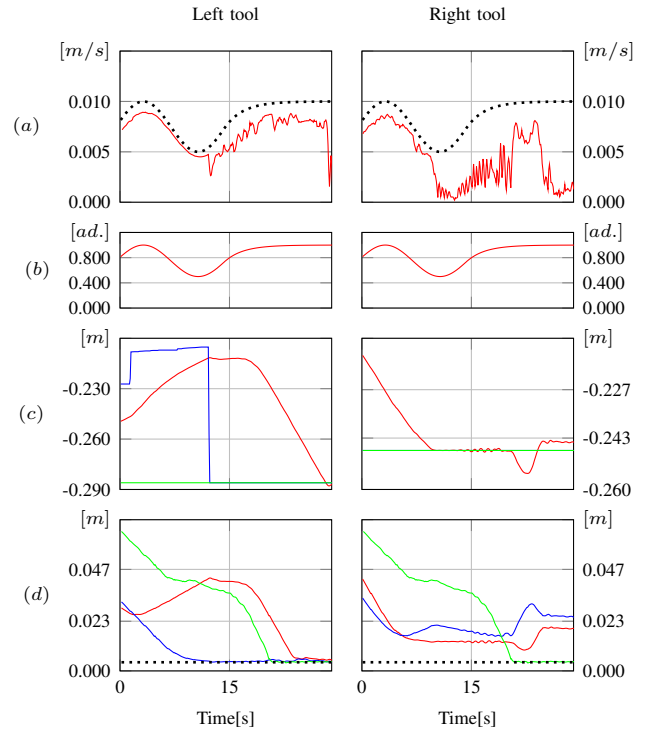 Left tool Right tool
[m/s] [m/s]
(a)
0.010 0.010
0.005 0.005
0.000 0.000
[ad.] [ad.]
(b)
0.800 0.800
0.400 0.400
0.000 0.000
[m] [m]
(c)
-0.230 -0.227
-0.260 -0.243
-0.290 -0.260
[m] [m]
(d)
0.047 0.047
0.023 0.023
0.000 0.000
0 15 0 15
Time[s] Time[s]